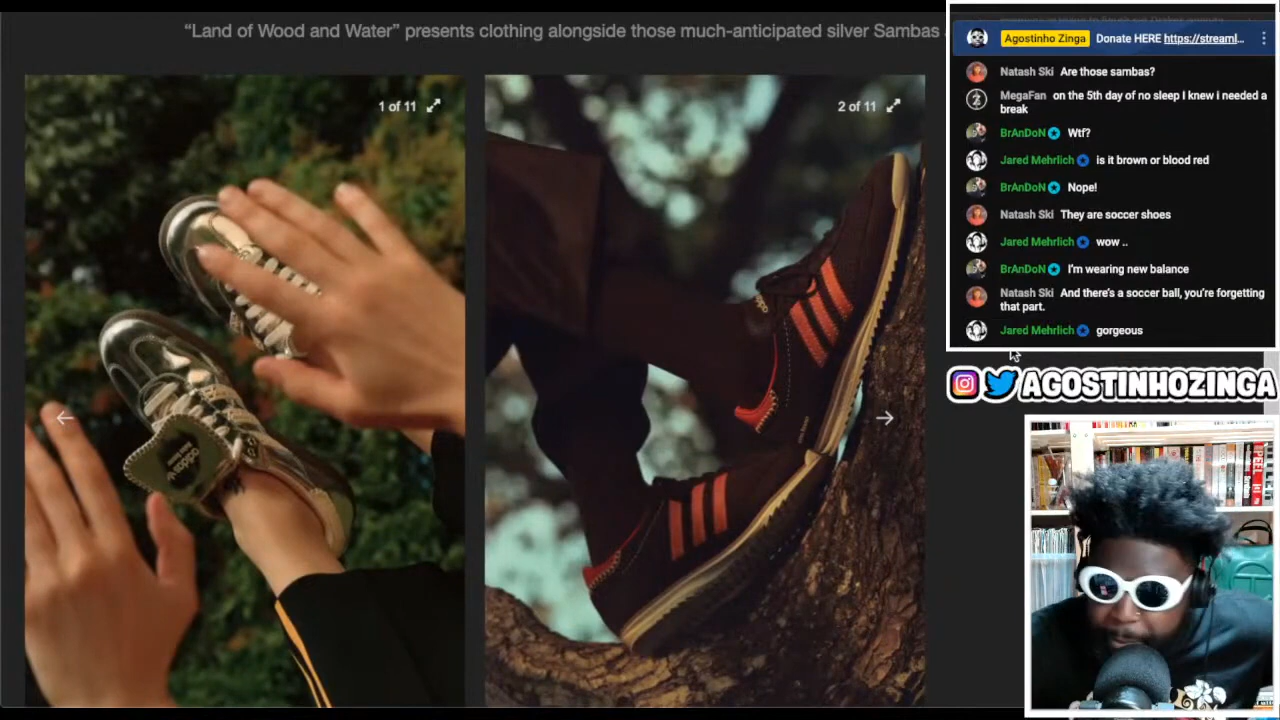 “Land of Wood and Water” presents clothing alongside those much-anticipated silver Sambas
1 of 11
2 of 11
Agostinho Zinga Donate HERE https://streaml...
Natash Ski Are those sambas?
MegaFan on the 5th day of no sleep I knew i needed a
break
BrAnDoN Wtf?
Jared Mehrlich is it brown or blood red
BrAnDoN Nope!
Natash Ski They are soccer shoes
Jared Mehrlich wow ..
BrAnDoN I’m wearing new balance
Natash Ski And there’s a soccer ball, you’re forgetting
that part.
Jared Mehrlich gorgeous
AGOSTINHOZINGA
adidas
PEEL